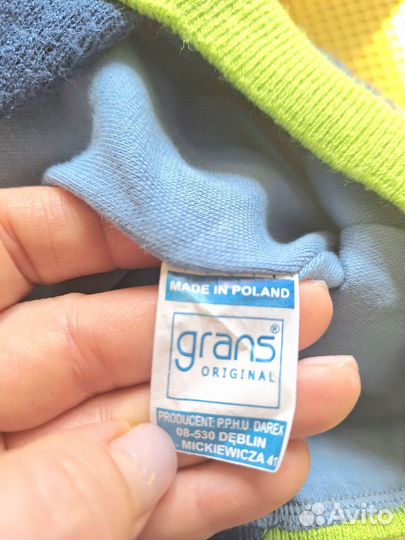 MADE IN POLAND
grans®
ORIGINAL
PRODUCENT: P.P.H.U DAREX
08-530 DĘBLIN
. MICKIEWICZA 41
Avito